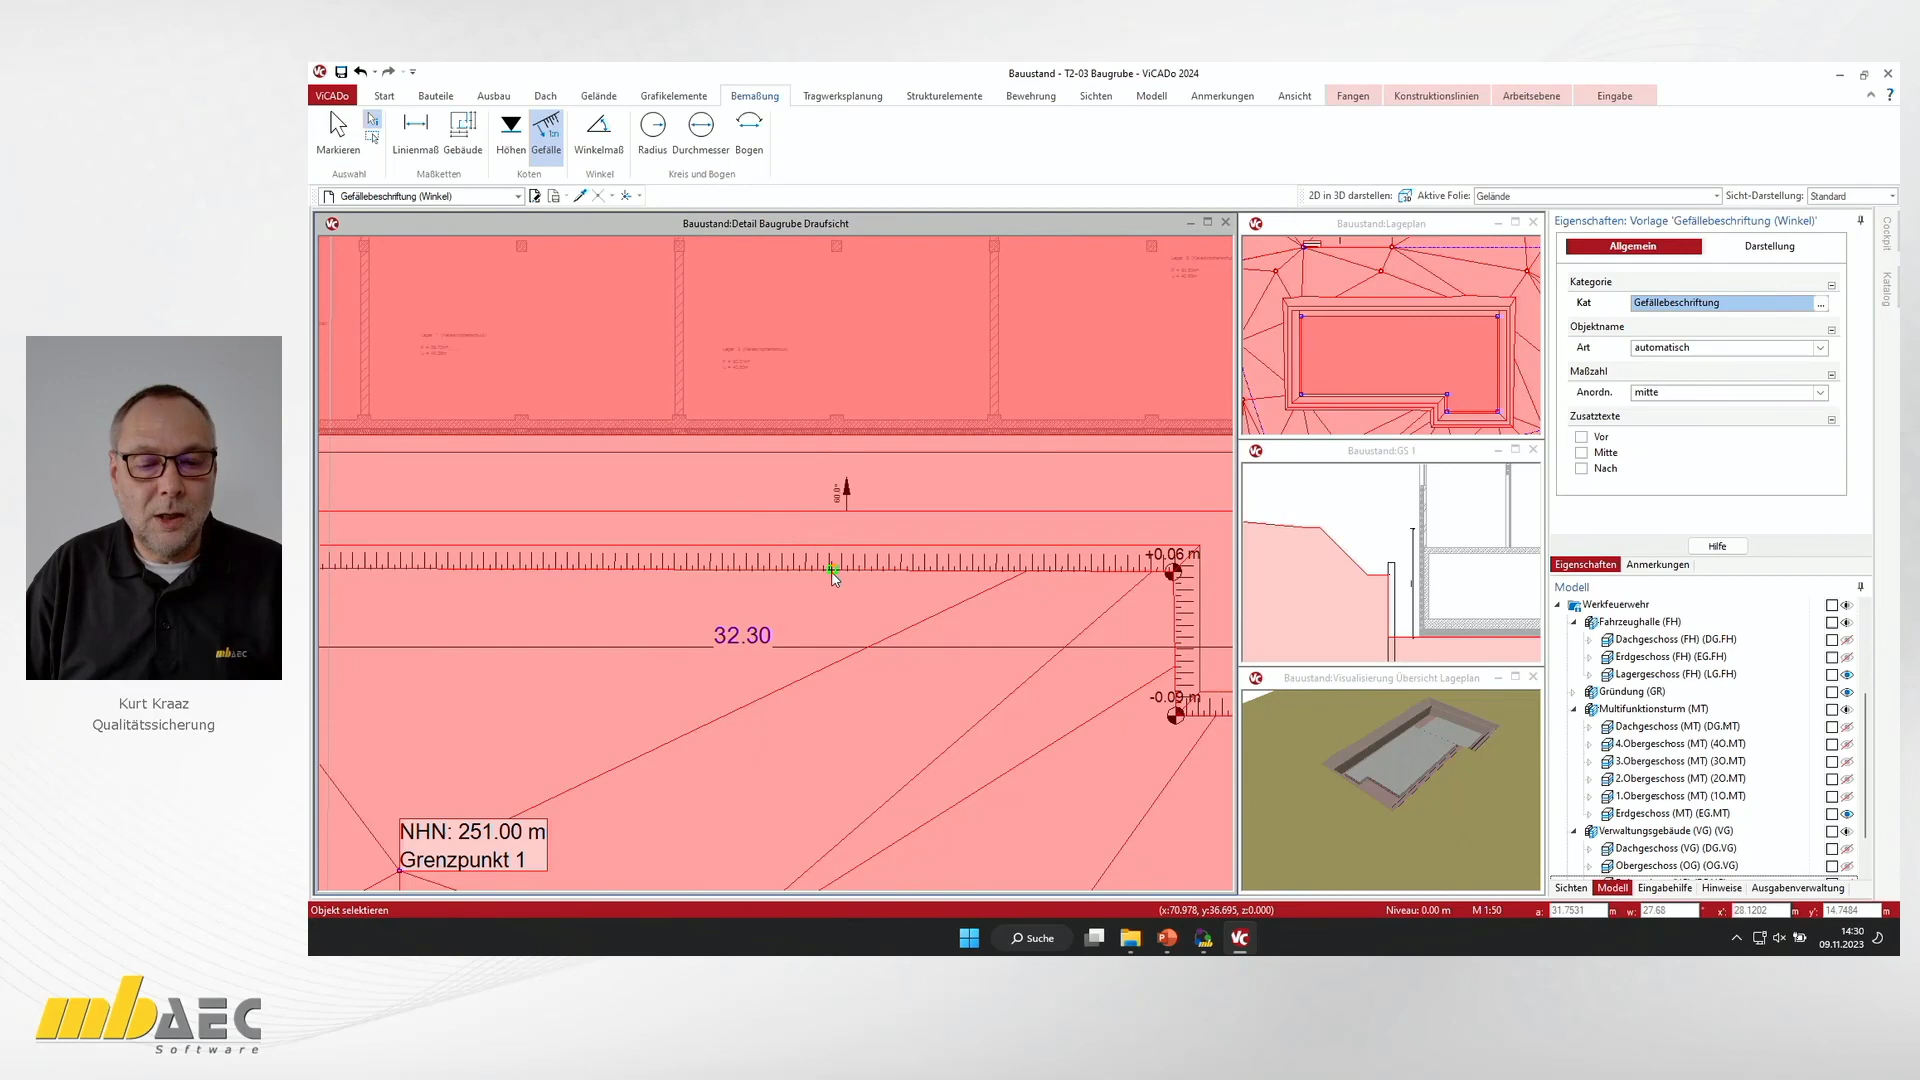 Bauustand - T2-03 Baugrube - ViCADo 2024
ViCADo Start Bauteile Ausbau Dach Gelände Grafikelemente Bemaßung Tragwerksplanung Strukturelemente Bewehrung Sichten Modell Anmerkungen Ansicht Fangen Konstruktionslinien Arbeitsebene Eingabe
Markieren Linienmaß Gebäude Höhen Gefälle Winkelmaß Radius Durchmesser Bogen
Auswahl Maßketten Koten Winkel Kreis und Bogen
Gefällebeschriftung (Winkel) 2D in 3D darstellen: Aktive Folie: Gelände Sicht-Darstellung: Standard
Bauustand:Detail Baugrube Draufsicht
60.0°
+0.06 m
32.30
-0.09 m
NHN: 251.00 m
Grenzpunkt 1
Bauustand:Lageplan
Bauustand:GS 1
Bauustand:Visualisierung Übersicht Lageplan
Eigenschaften: Vorlage 'Gefällebeschriftung (Winkel)'
Allgemein Darstellung
Kategorie
Kat Gefällebeschriftung ...
Objektname
Art automatisch
Maßzahl
Anordn. mitte
Zusatztexte
Vor
Mitte
Nach
Hilfe
Eigenschaften Anmerkungen
Modell
Werkfeuerwehr
Fahrzeughalle (FH)
Dachgeschoss (FH) (DG.FH)
Erdgeschoss (FH) (EG.FH)
Lagergeschoss (FH) (LG.FH)
Gründung (GR)
Multifunktionsturm (MT)
Dachgeschoss (MT) (DG.MT)
4.Obergeschoss (MT) (4O.MT)
3.Obergeschoss (MT) (3O.MT)
2.Obergeschoss (MT) (2O.MT)
1.Obergeschoss (MT) (1O.MT)
Erdgeschoss (MT) (EG.MT)
Verwaltungsgebäude (VG) (VG)
Dachgeschoss (VG) (DG.VG)
Obergeschoss (OG) (OG.VG)
Sichten Modell Eingabehilfe Hinweise Ausgabenverwaltung
Cockpit
Katalog
Objekt selektieren (x:70.978, y:36.695, z:0.000) Niveau: 0.00 m M 1:50 a: 31.7531 m w: 27.68 ° x': 28.1202 m y': 14.7484 m
Suche
14:30
09.11.2023
mbAEC
Kurt Kraaz
Qualitätssicherung
mbAEC
Software